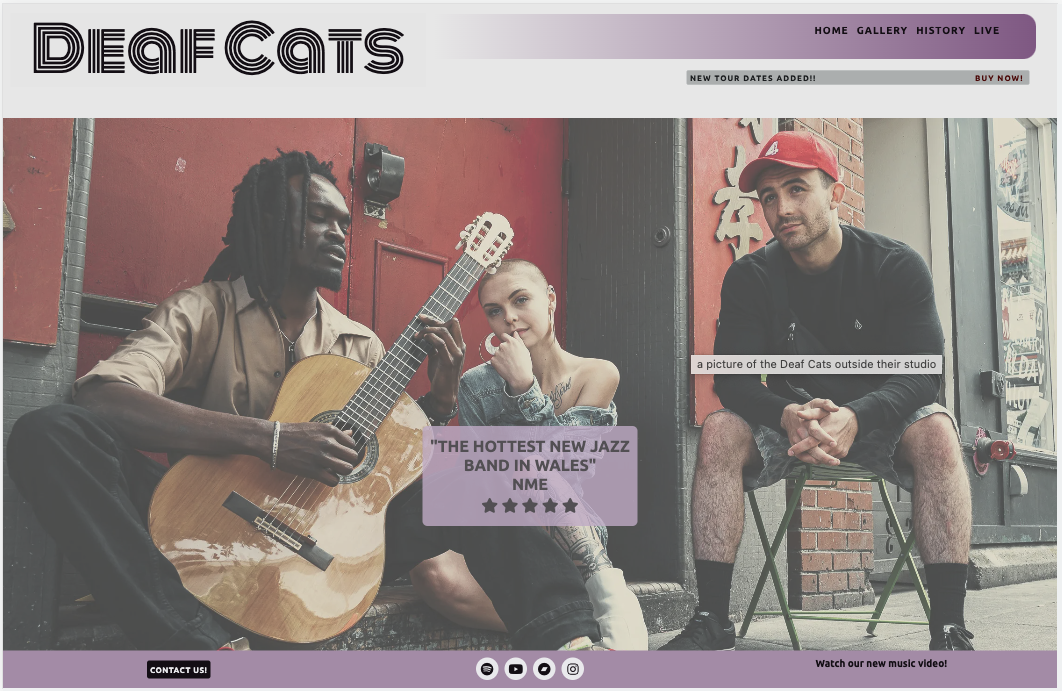 DEAF CATS
HOME GALLERY HISTORY LIVE
NEW TOUR DATES ADDED!! BUY NOW!
a picture of the Deaf Cats outside their studio
"THE HOTTEST NEW JAZZ
BAND IN WALES"
NME
CONTACT US!
Watch our new music video!